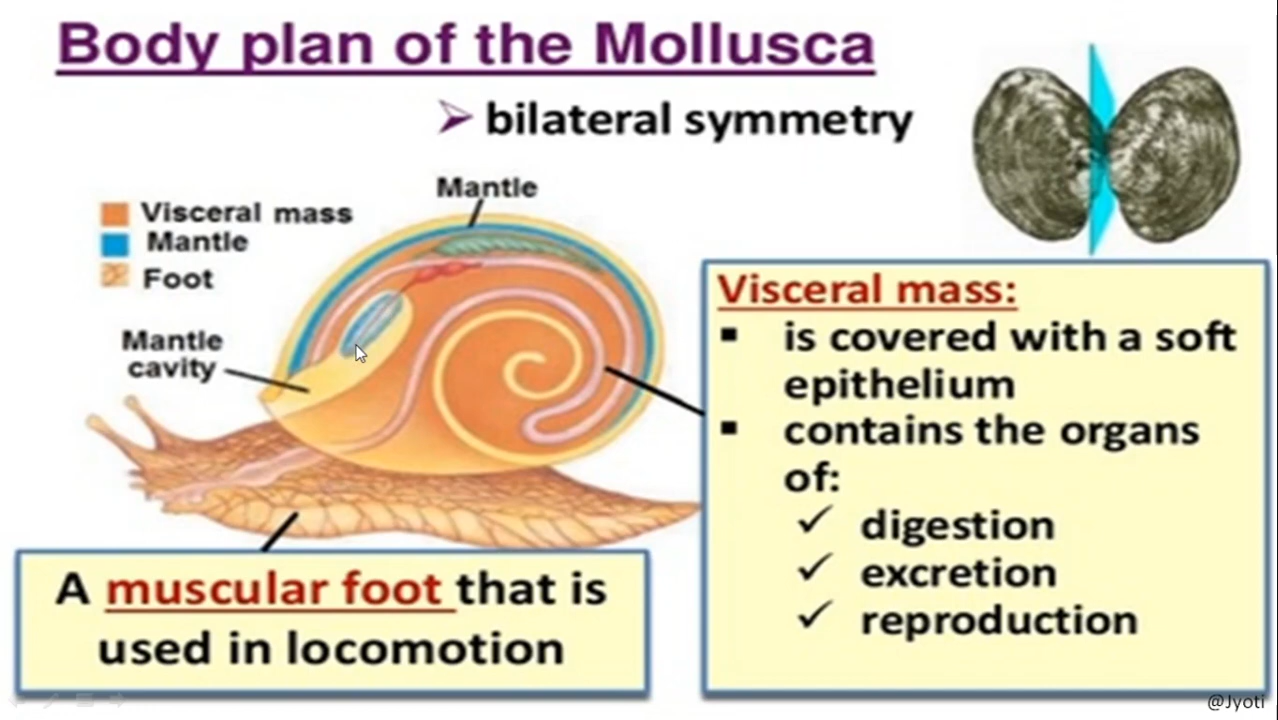 Body plan of the Mollusca
➢ bilateral symmetry
Mantle
Visceral mass
Mantle
Foot
Mantle
cavity
Visceral mass:
▪ is covered with a soft
epithelium
▪ contains the organs
of:
✓ digestion
✓ excretion
✓ reproduction
A muscular foot that is
used in locomotion
@Jyoti